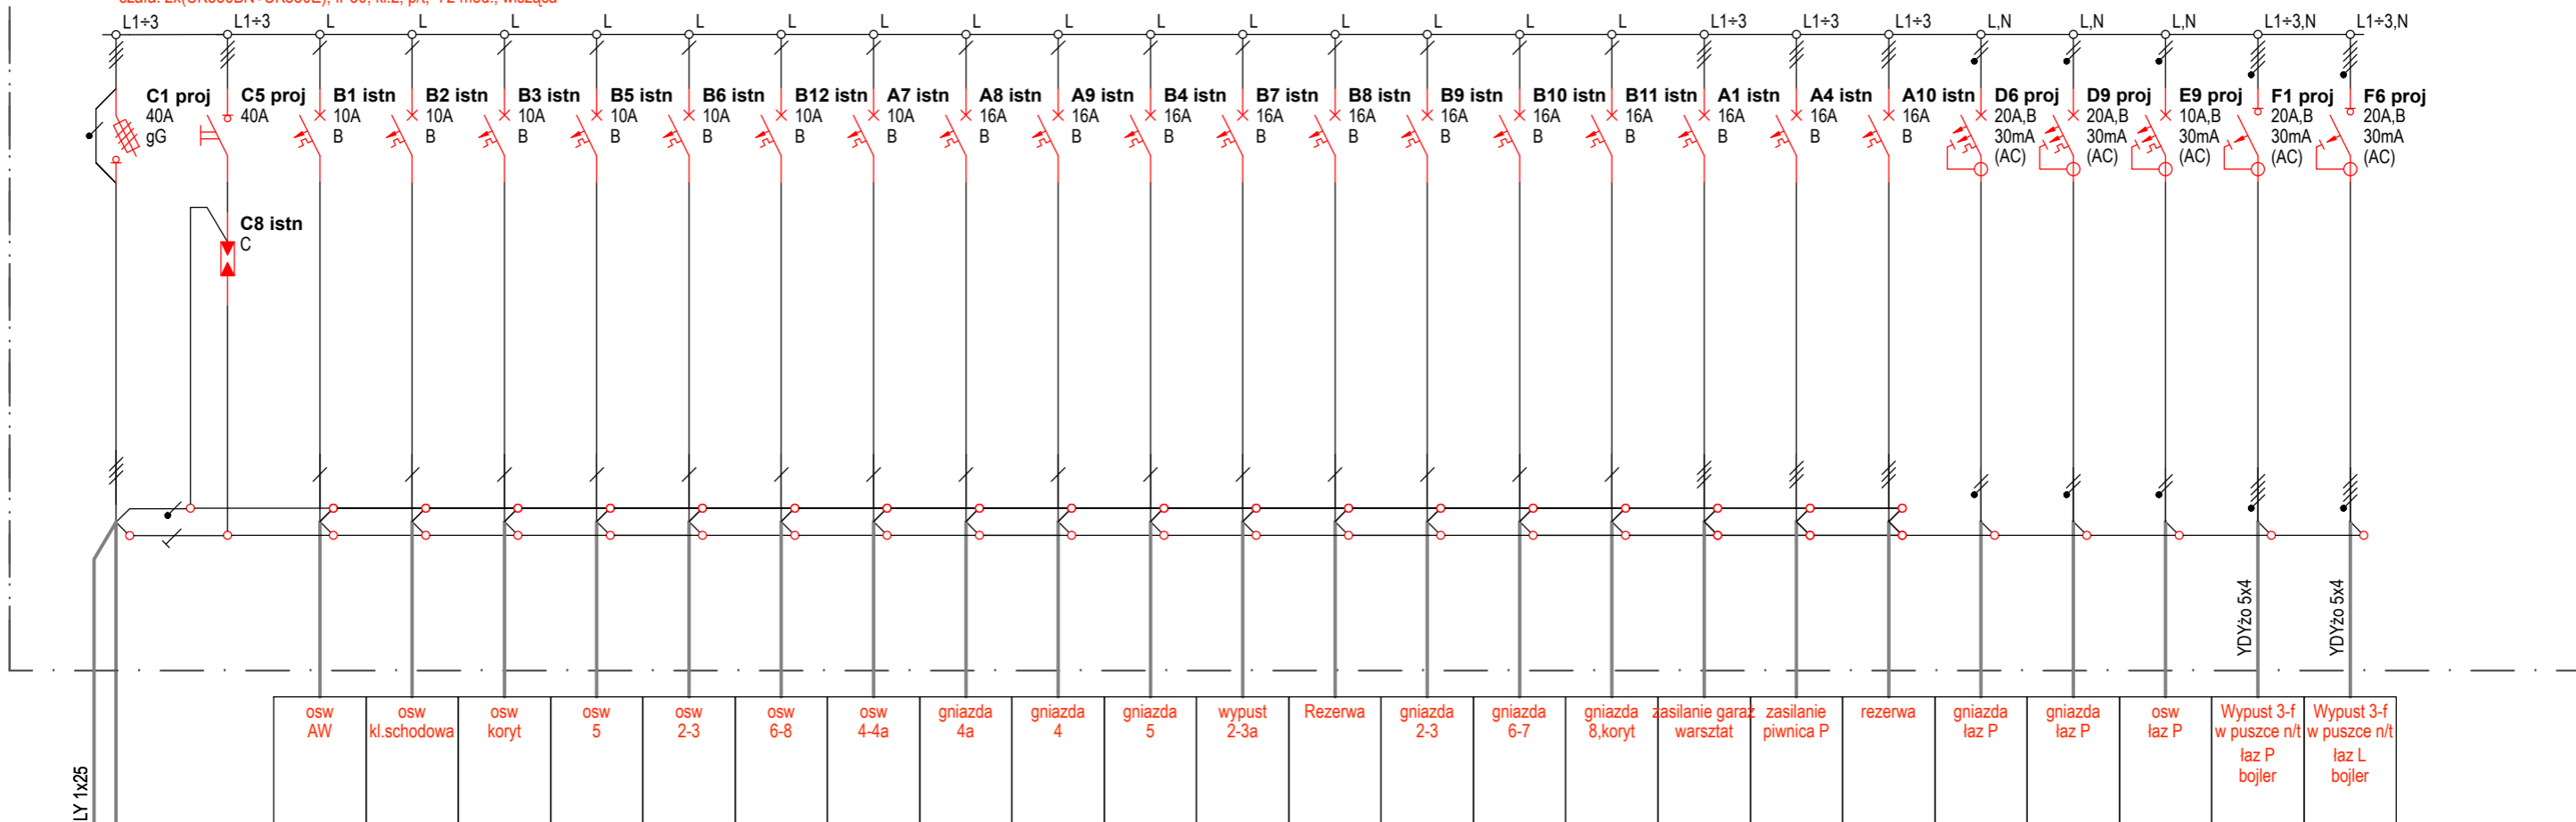 L1÷3 L1÷3 L L L L L L L L L L L L L L L L1÷3 L1÷3 L1÷3 L,N L,N L,N L1÷3,N L1÷3,N
C1 proj
40A
gG
C5 proj
40A
C8 istn
C
B1 istn
10A
B
B2 istn
10A
B
B3 istn
10A
B
B5 istn
10A
B
B6 istn
10A
B
B12 istn
10A
B
A7 istn
10A
B
A8 istn
16A
B
A9 istn
16A
B
B4 istn
16A
B
B7 istn
16A
B
B8 istn
16A
B
B9 istn
16A
B
B10 istn
16A
B
B11 istn
16A
B
A1 istn
16A
B
A4 istn
16A
B
A10 istn
16A
B
D6 proj
20A,B
30mA
(AC)
D9 proj
20A,B
30mA
(AC)
E9 proj
10A,B
30mA
(AC)
F1 proj
20A,B
30mA
(AC)
F6 proj
20A,B
30mA
(AC)
YDYżo 5x4
YDYżo 5x4
LY 1x25
osw
AW
osw
kl.schodowa
osw
koryt
osw
5
osw
2-3
osw
6-8
osw
4-4a
gniazda
4a
gniazda
4
gniazda
5
wypust
2-3a
Rezerwa
gniazda
2-3
gniazda
6-7
gniazda
8,koryt
zasilanie garaz
warsztat
zasilanie
piwnica P
rezerwa
gniazda
łaz P
gniazda
łaz P
osw
łaz P
Wypust 3-f
w puszce n/t
łaz P
bojler
Wypust 3-f
w puszce n/t
łaz L
bojler